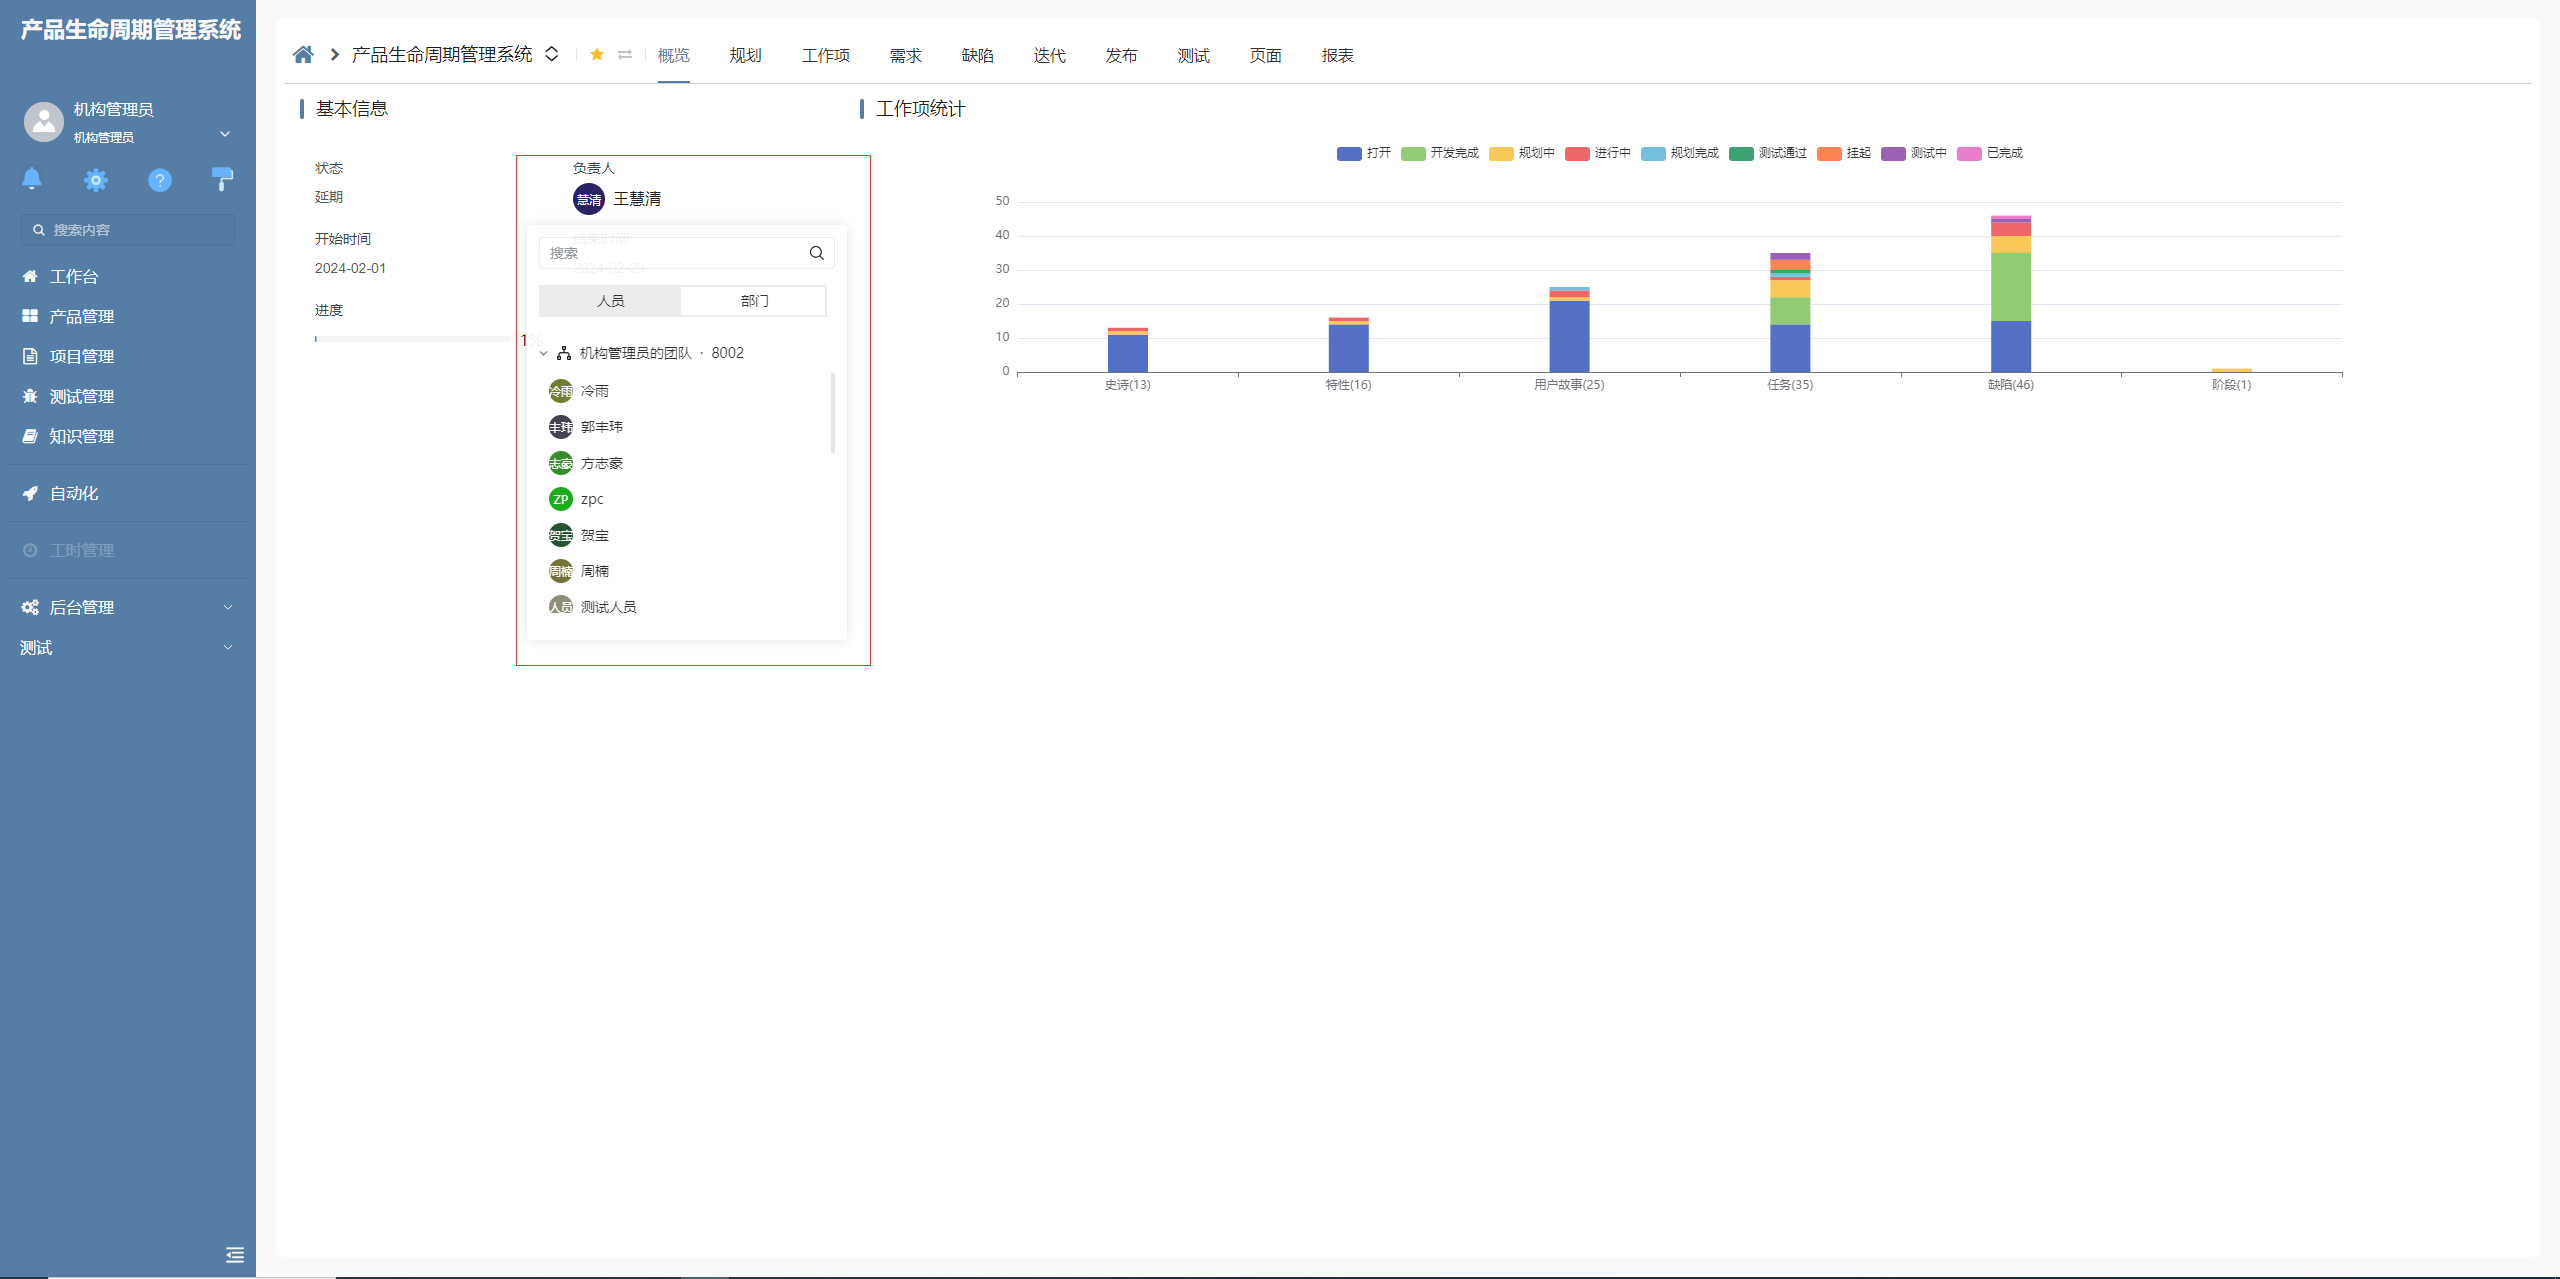 产品生命周期管理系统
机构管理员
机构管理员
搜索内容
工作台
产品管理
项目管理
测试管理
知识管理
自动化
工时管理
后台管理
测试
产品生命周期管理系统
概览 规划 工作项 需求 缺陷 迭代 发布 测试 页面 报表
基本信息
状态
延期
开始时间
2024-02-01
进度
1%
负责人
慧清 王慧清
结束时间
搜索
2024-02-29
人员 部门
机构管理员的团队 · 8002
冷雨 冷雨
丰玮 郭丰玮
志豪 方志豪
ZP zpc
贺宝 贺宝
周楠 周楠
人员 测试人员
工作项统计
打开 开发完成 规划中 进行中 规划完成 测试通过 挂起 测试中 已完成
50
40
30
20
10
0
史诗(13) 特性(16) 用户故事(25) 任务(35) 缺陷(46) 阶段(1)